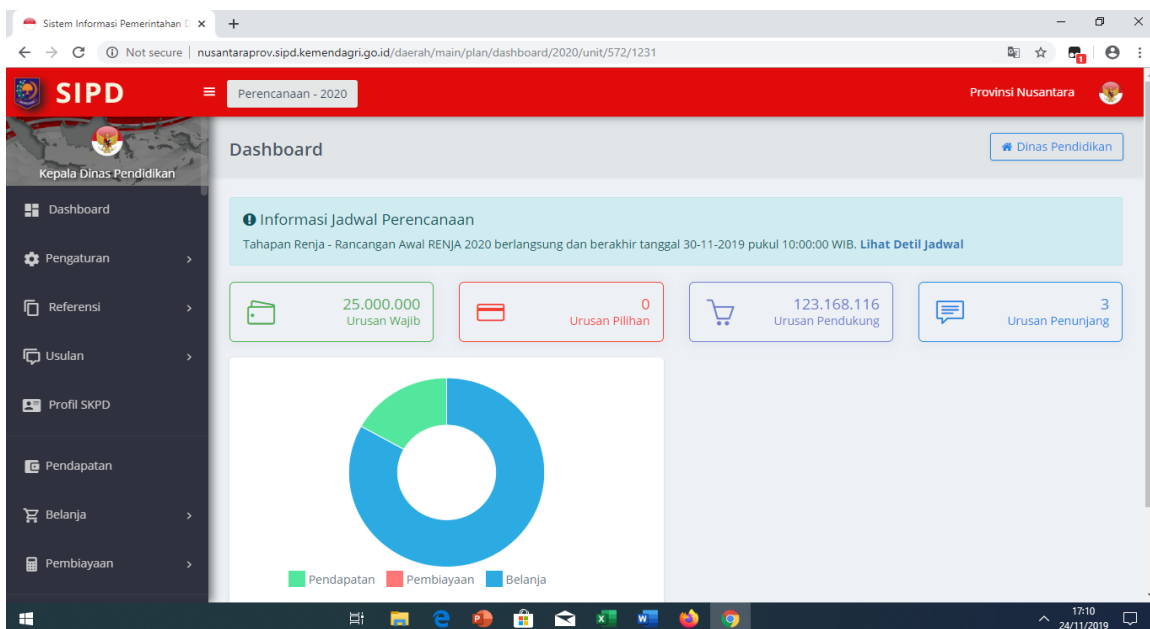 Sistem Informasi Pemerintahan D
Not secure | nusantaraprov.sipd.kemendagri.go.id/daerah/main/plan/dashboard/2020/unit/572/1231
1
SIPD
Perencanaan - 2020
Provinsi Nusantara
Kepala Dinas Pendidikan
Dashboard
Dinas Pendidikan
Dashboard
Pengaturan
Referensi
Usulan
Profil SKPD
Pendapatan
Belanja
Pembiayaan
Informasi Jadwal Perencanaan
Tahapan Renja - Rancangan Awal RENJA 2020 berlangsung dan berakhir tanggal 30-11-2019 pukul 10:00:00 WIB. Lihat Detil Jadwal
25.000.000
Urusan Wajib
0
Urusan Pilihan
123.168.116
Urusan Pendukung
3
Urusan Penunjang
Pendapatan Pembiayaan Belanja
17:10
24/11/2019